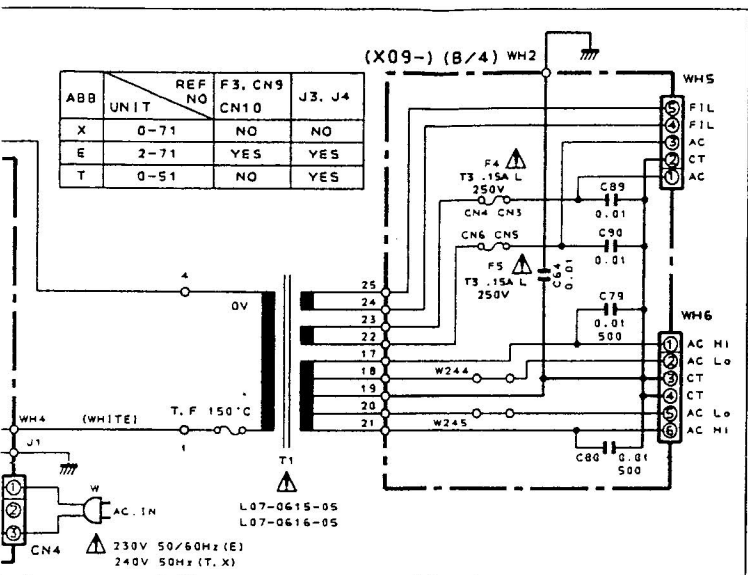 (X09-) (B/4) WH2
WH5
ABB
UNIT
REF NO
F3, CN9 CN10
J3, J4
X 0-71 NO NO
E 2-71 YES YES
T 0-51 NO YES
5 FIL
4 FIL
3 AC
2 CT
1 AC
F4
T3.15A L
250V
CN4 CN3
C89
0.01
CN6 CN5
C90
0.01
F5
T3.15A L
250V
C64
0.01
C79
0.01
500
4
0V
25
24
23
22
17
18
19
20
21
W244
W245
WH6
1 AC Hi
2 AC Lo
3 CT
4 CT
5 AC Lo
6 AC Hi
C80 0.01
500
WH4 (WHITE)
T.F 150°C
1
J1
T1
L07-0615-05
L07-0616-05
1
2
3
CN4
W
AC.IN
230V 50/60Hz (E)
240V 50Hz (T,X)